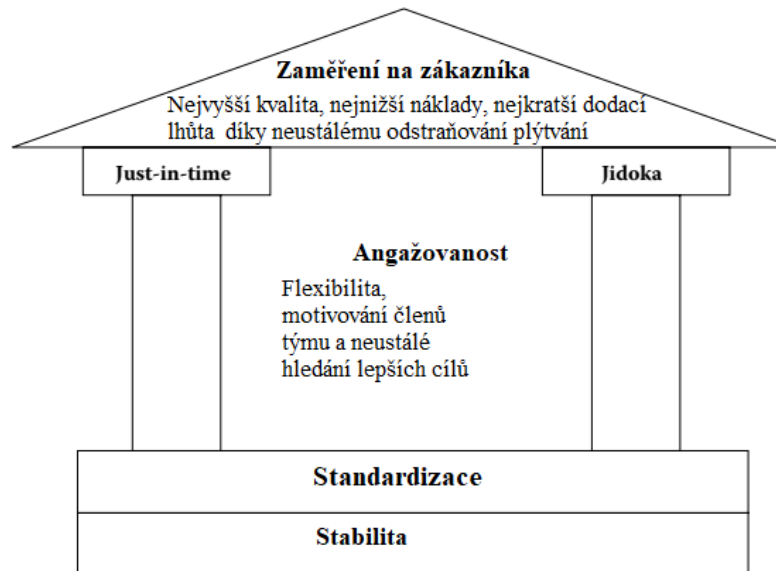 Zaměření na zákazníka
Nejvyšší kvalita, nejnižší náklady, nejkratší dodací
lhůta díky neustálému odstraňování plýtvání
Just-in-time
Jidoka
Angažovanost
Flexibilita,
motivování členů
týmu a neustálé
hledání lepších cílů
Standardizace
Stabilita